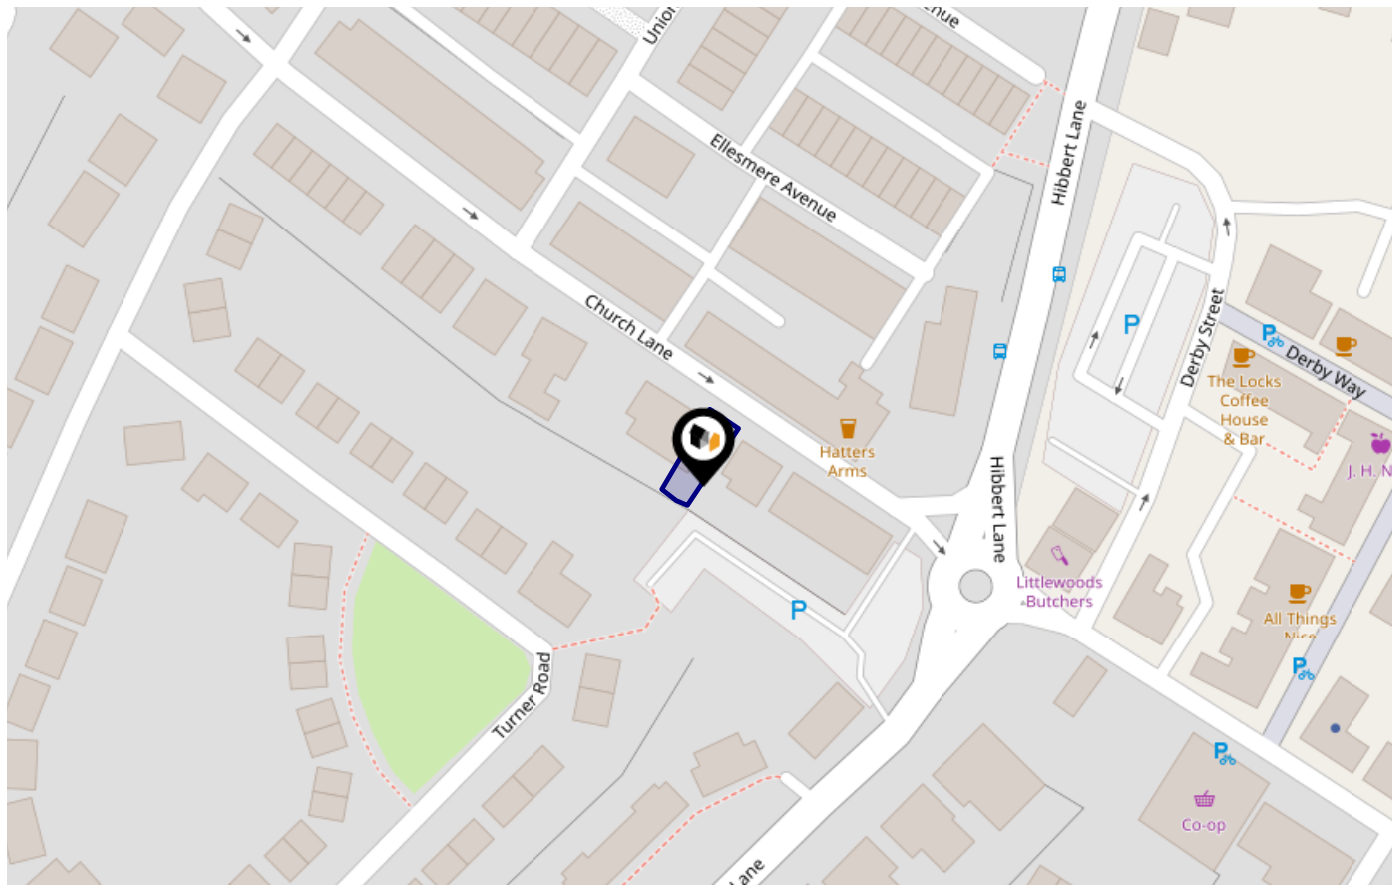 Ellesmere Avenue
Hibbert Lane
Church Lane
P
Derby Street
P
Derby Way
The Locks
Coffee
House
& Bar
Hatters
Arms
J. H. N
Hibbert Lane
Littlewoods
Butchers
P
All Things
P
Turner Road
P
Co-op
Lane